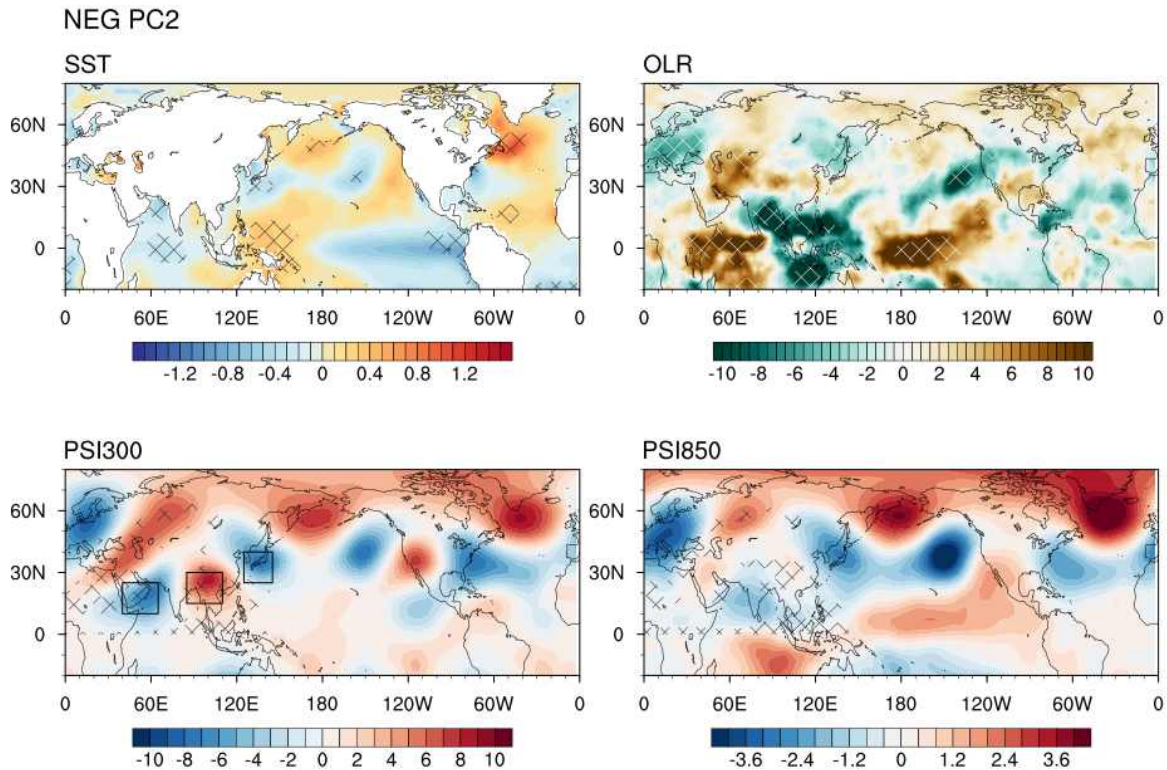 NEG PC2
SST
60N
30N
0
0 60E 120E 180 120W 60W 0
-1.2 -0.8 -0.4 0 0.4 0.8 1.2
OLR
60N
30N
0
0 60E 120E 180 120W 60W 0
-10 -8 -6 -4 -2 0 2 4 6 8 10
PSI300
60N
30N
0
0 60E 120E 180 120W 60W 0
-10 -8 -6 -4 -2 0 2 4 6 8 10
PSI850
60N
30N
0
0 60E 120E 180 120W 60W 0
-3.6 -2.4 -1.2 0 1.2 2.4 3.6